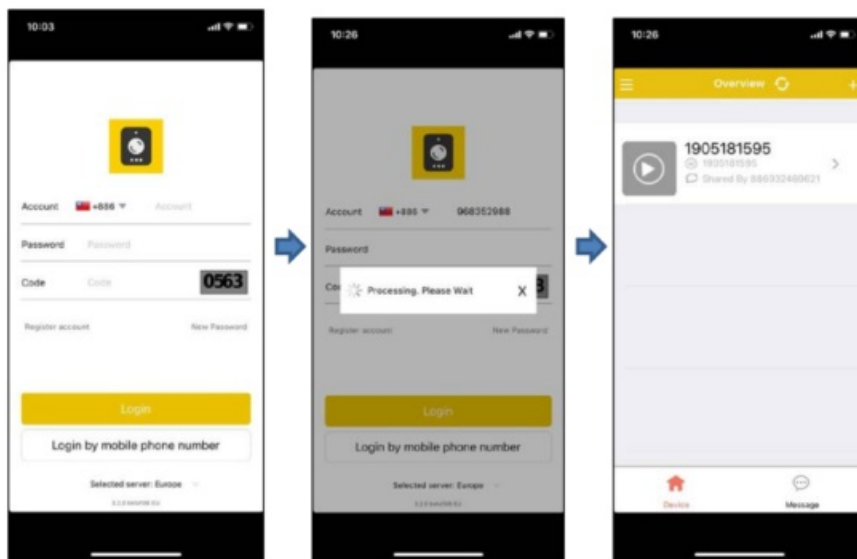 10:03
Account +886 Account
Password Password
Code Code 0563
Register account New Password
Login
Login by mobile phone number
Selected server: Europe
10:26
Account +886 968352988
Password
Processing. Please Wait X
Register account New Password
Login
Login by mobile phone number
Selected server: Europe
10:26
Overview +
1905181595
1905181595
Shared By 886932469621
Device Message